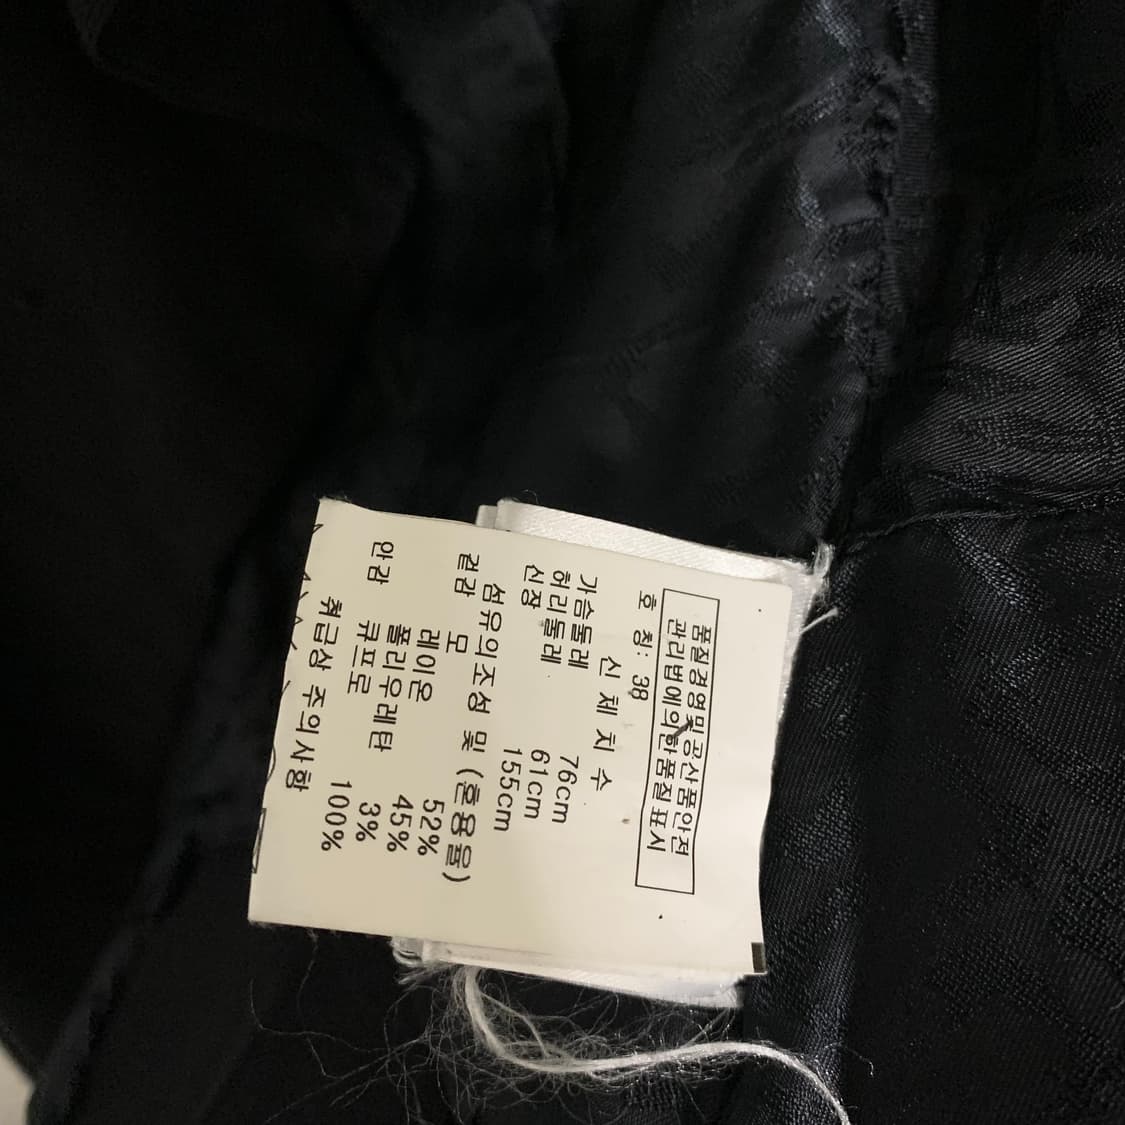 품질경영및공산품안전
관리법에의한품질표시
호 칭: 38
신 체 치 수
가슴둘레 76cm
허리둘레 61cm
신장 155cm
섬유의조성 및 (혼용율)
겉감 모 52%
레이온 45%
폴리우레탄 3%
안감 큐프로 100%
취급상 주의사항